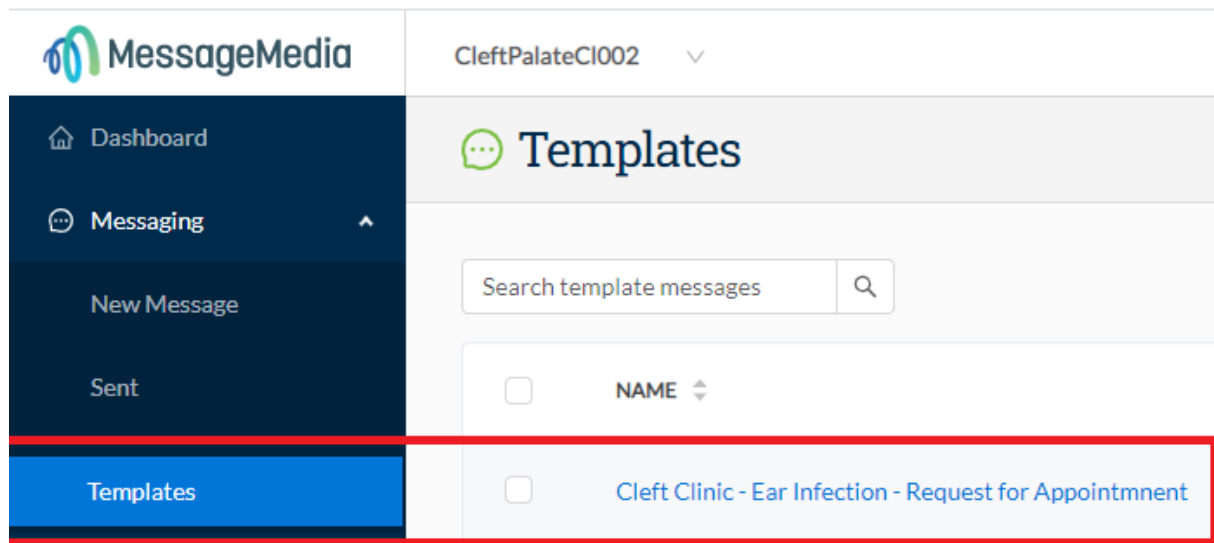 MessageMedia
CleftPalateCl002
Dashboard
Templates
Messaging
Search template messages
New Message
Sent
NAME
Templates
Cleft Clinic - Ear Infection - Request for Appointmnent